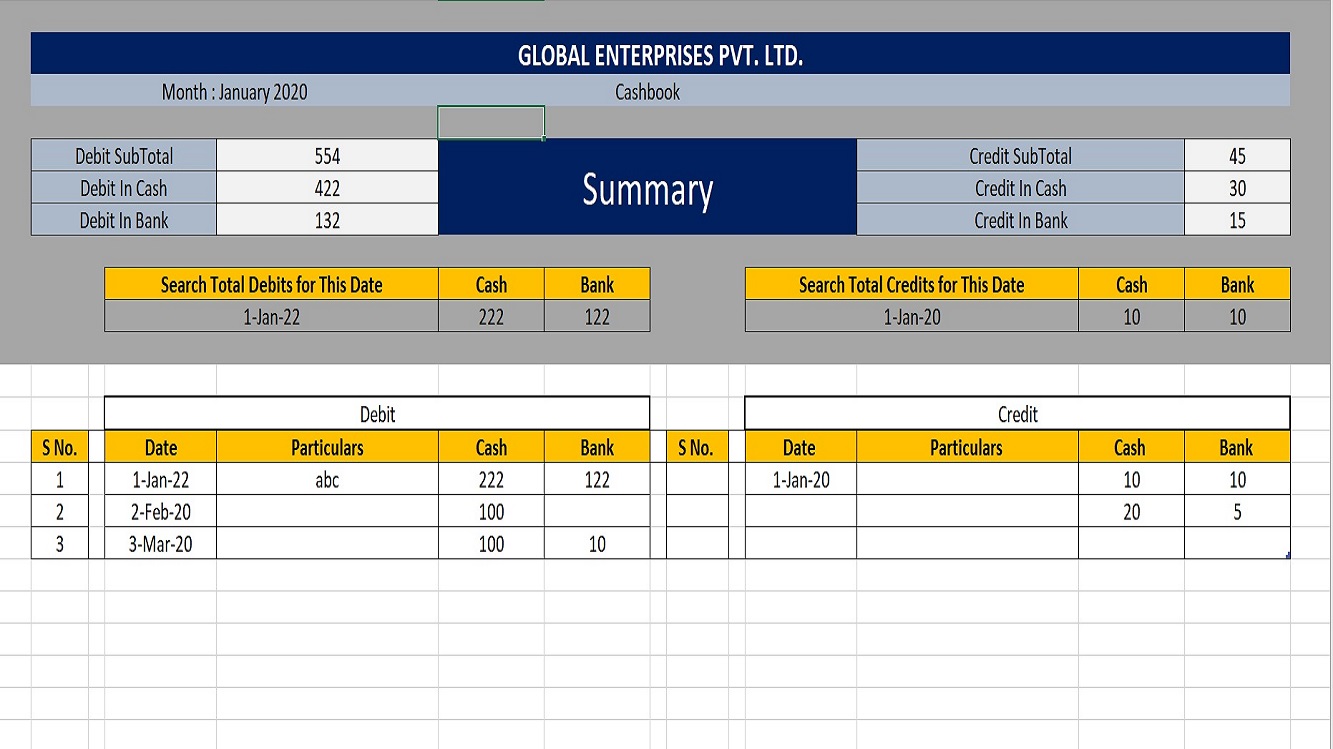 GLOBAL ENTERPRISES PVT. LTD.
Month : January 2020 Cashbook
Debit SubTotal 554 Summary Credit SubTotal 45
Debit In Cash 422 Credit In Cash 30
Debit In Bank 132 Credit In Bank 15
Search Total Debits for This Date Cash Bank Search Total Credits for This Date Cash Bank
1-Jan-22 222 122 1-Jan-20 10 10
Debit Credit
S No. Date Particulars Cash Bank S No. Date Particulars Cash Bank
1 1-Jan-22 abc 222 122 1-Jan-20 10 10
2 2-Feb-20 100 20 5
3 3-Mar-20 100 10